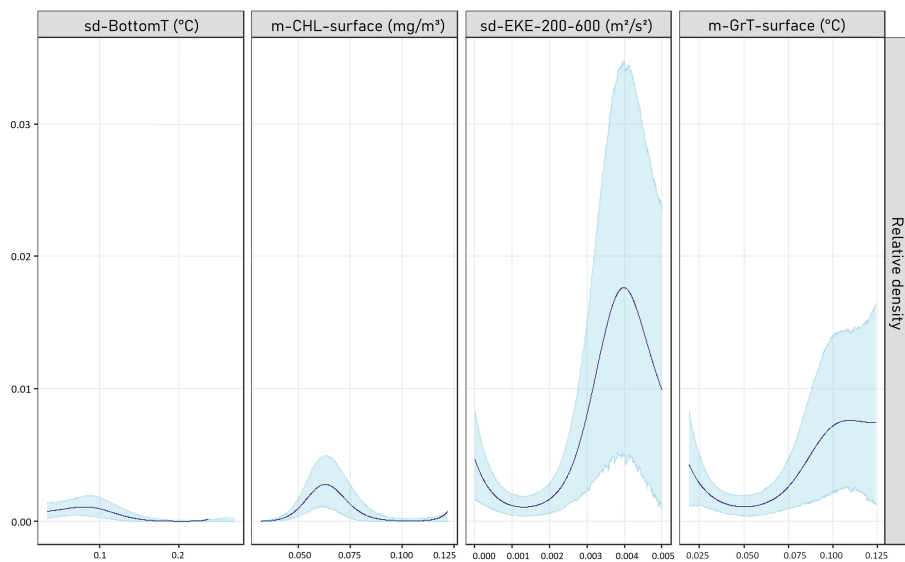 sd-BottomT (ºC)
m-CHL-surface (mg/m³)
sd-EKE-200-600 (m²/s²)
m-GrT-surface (ºC)
0.03
0.02
0.01
0.00
Relative density
0.1 0.2
0.050 0.075 0.100 0.125
0.000 0.001 0.002 0.003 0.004 0.005
0.025 0.050 0.075 0.100 0.125